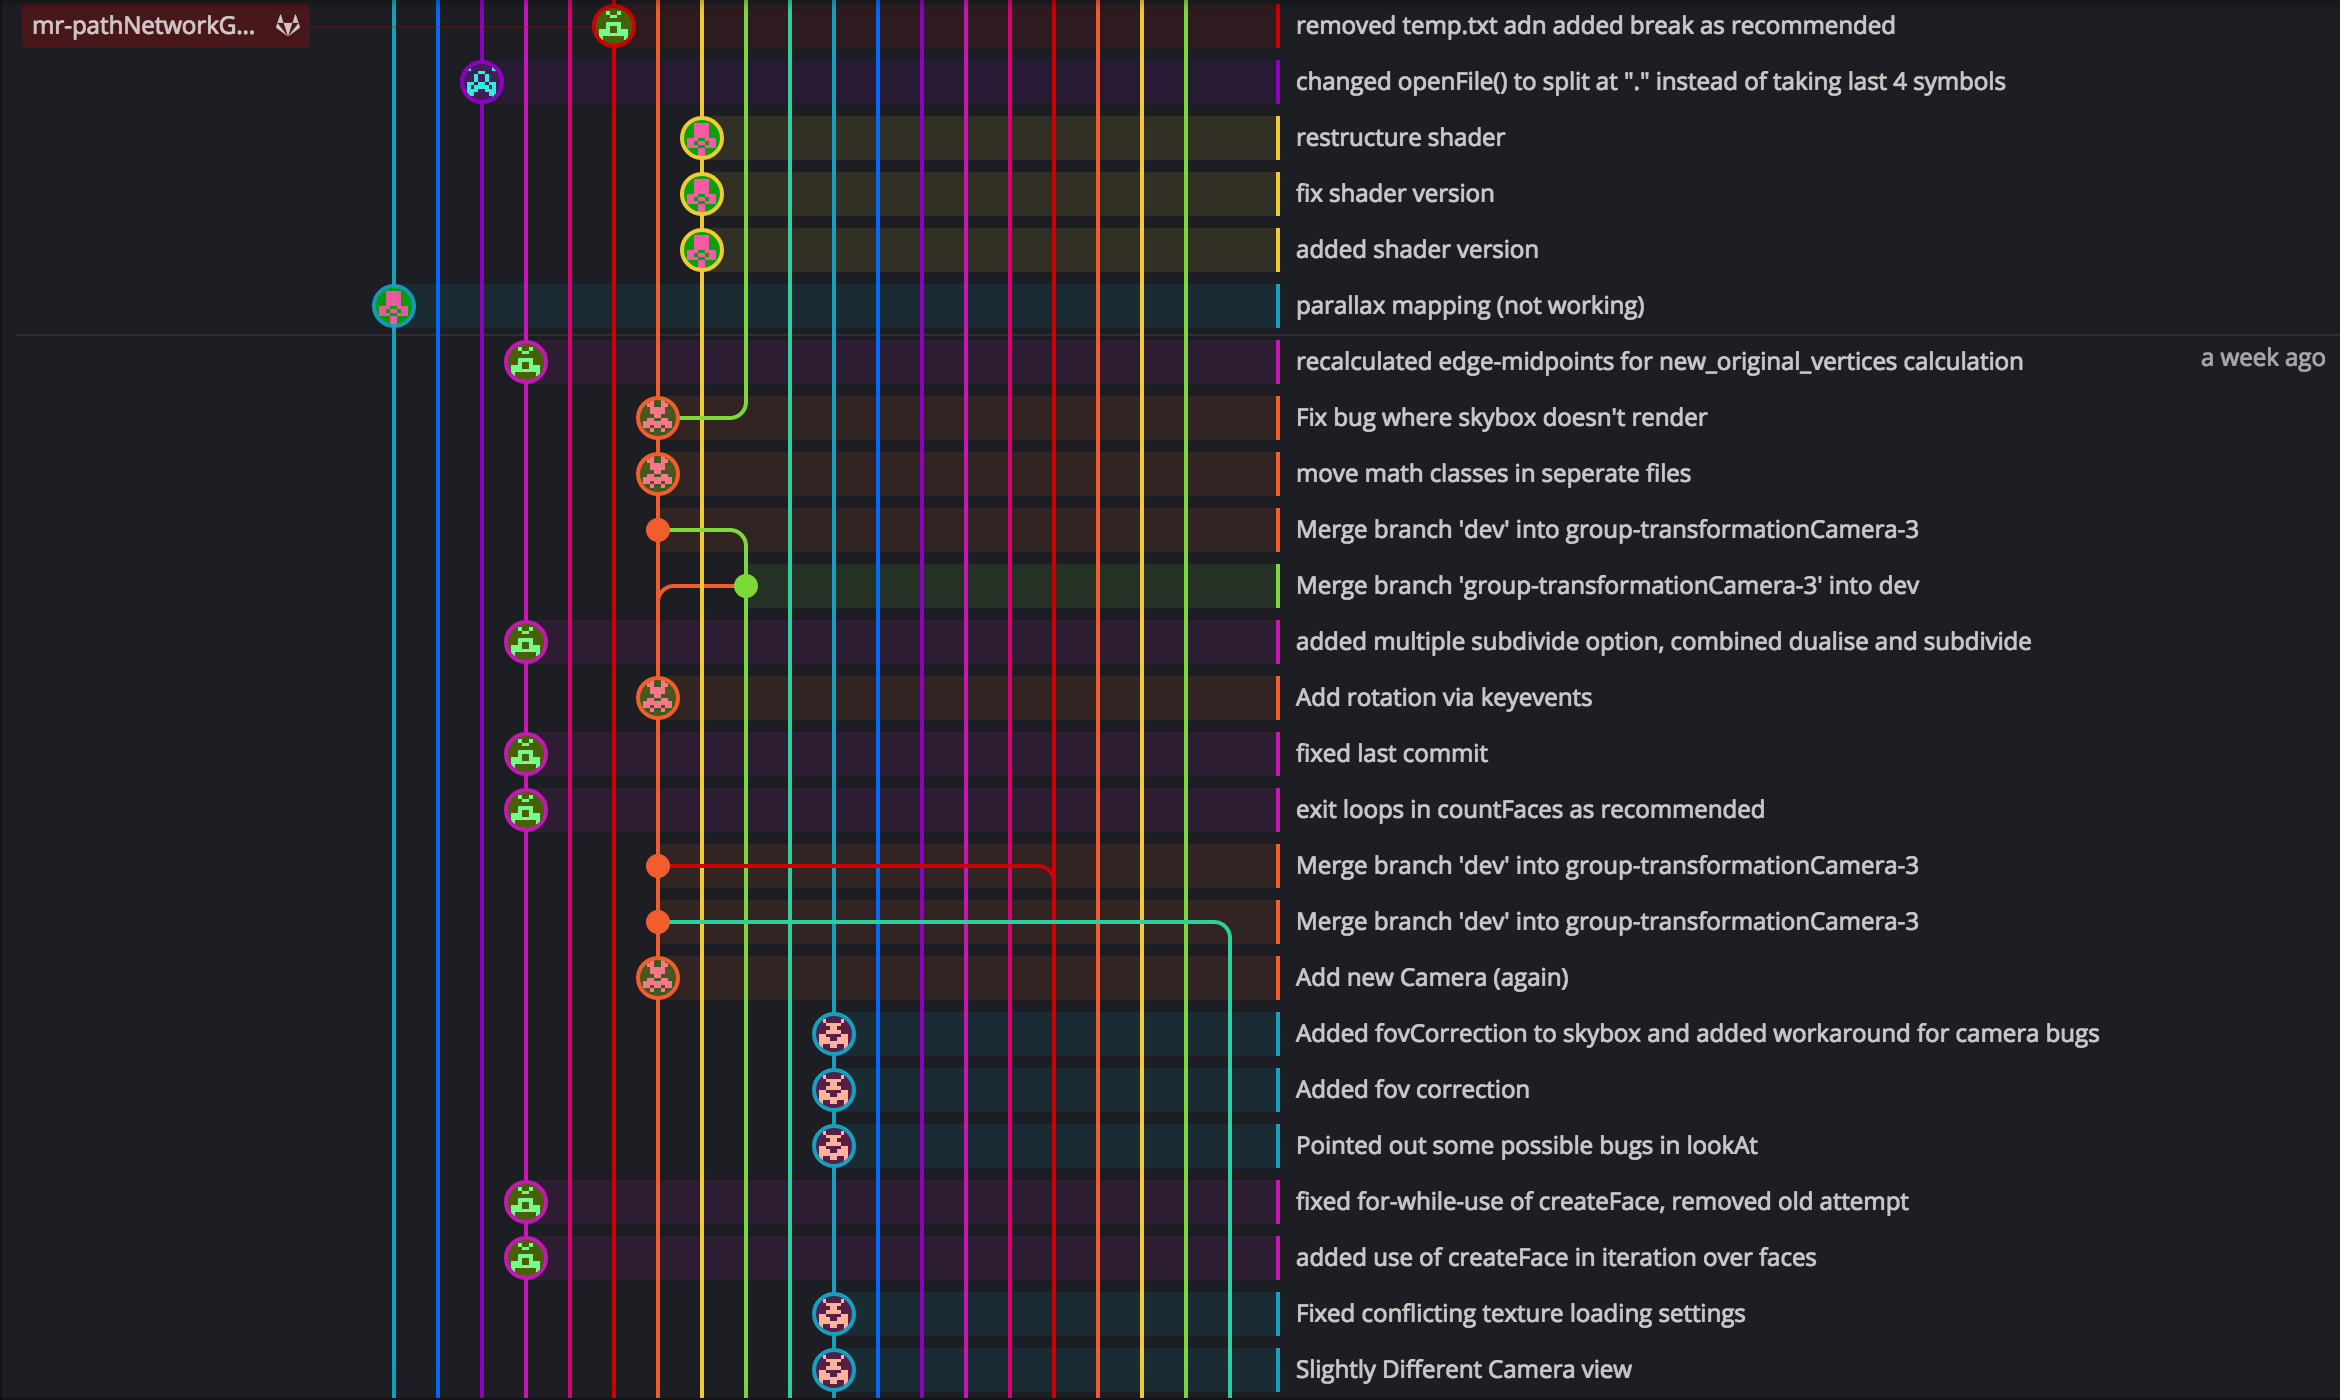 mr-pathNetworkG...
removed temp.txt adn added break as recommended
changed openFile() to split at "." instead of taking last 4 symbols
restructure shader
fix shader version
added shader version
parallax mapping (not working)
recalculated edge-midpoints for new_original_vertices calculation
a week ago
Fix bug where skybox doesn't render
move math classes in seperate files
Merge branch 'dev' into group-transformationCamera-3
Merge branch 'group-transformationCamera-3' into dev
added multiple subdivide option, combined dualise and subdivide
Add rotation via keyevents
fixed last commit
exit loops in countFaces as recommended
Merge branch 'dev' into group-transformationCamera-3
Merge branch 'dev' into group-transformationCamera-3
Add new Camera (again)
Added fovCorrection to skybox and added workaround for camera bugs
Added fov correction
Pointed out some possible bugs in lookAt
fixed for-while-use of createFace, removed old attempt
added use of createFace in iteration over faces
Fixed conflicting texture loading settings
Slightly Different Camera view